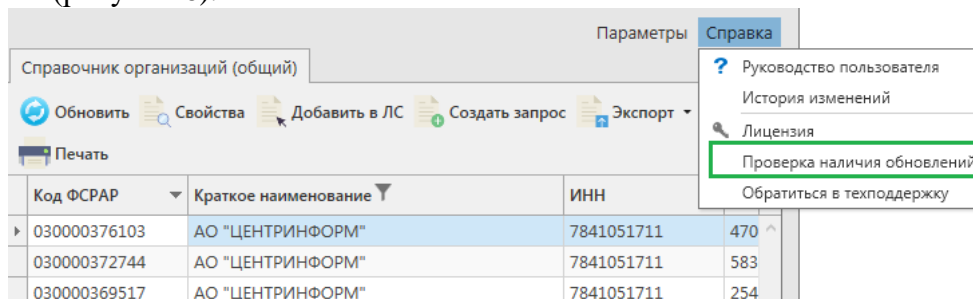 Параметры Справка
Справочник организаций (общий)
Обновить Свойства Добавить в ЛС Создать запрос Экспорт
Печать
? Руководство пользователя
История изменений
Лицензия
Проверка наличия обновлений
Обратиться в техподдержку
Код ФСРАР Краткое наименование ИНН
030000376103 АО "ЦЕНТРИНФОРМ" 7841051711 470
030000372744 АО "ЦЕНТРИНФОРМ" 7841051711 583
030000369517 АО "ЦЕНТРИНФОРМ" 7841051711 254